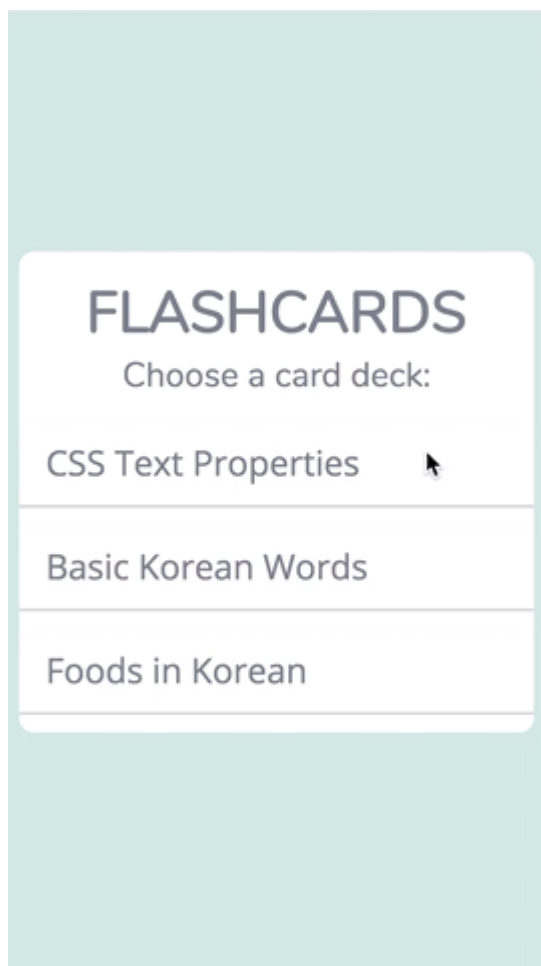 FLASHCARDS
Choose a card deck:
CSS Text Properties
Basic Korean Words
Foods in Korean